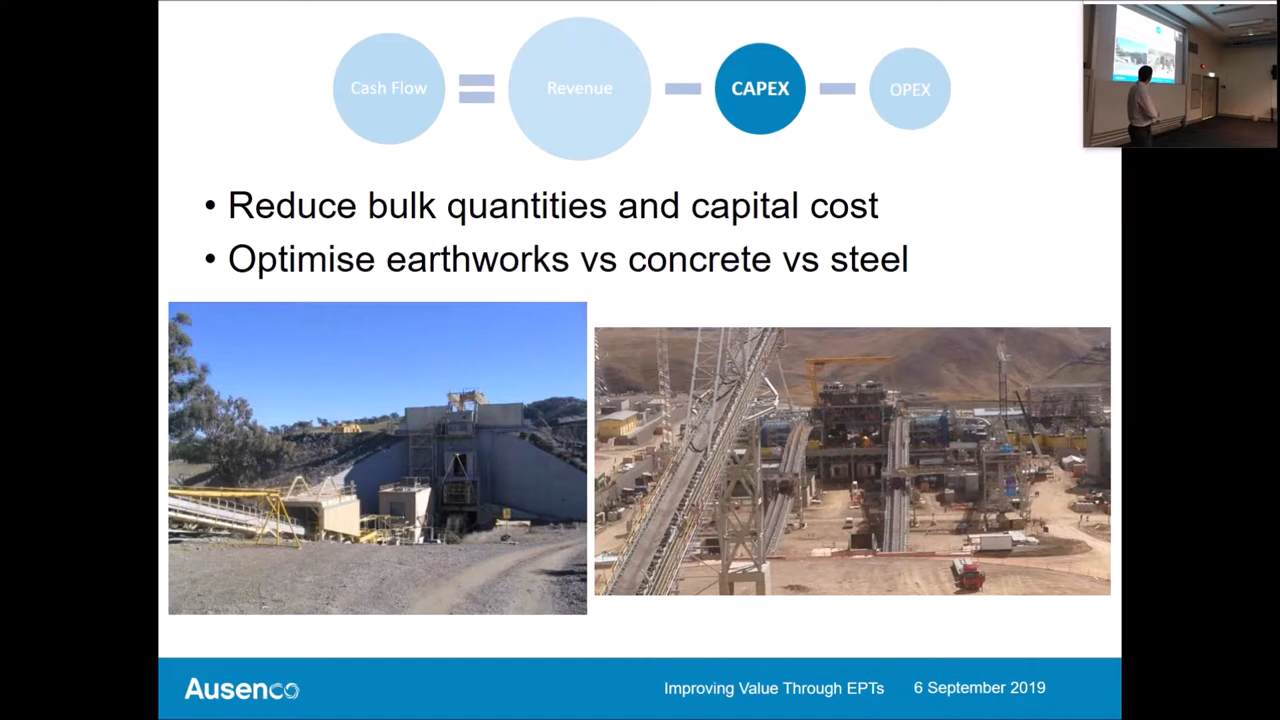 Cash Flow
Revenue
CAPEX
OPEX
• Reduce bulk quantities and capital cost
• Optimise earthworks vs concrete vs steel
Ausenco
Improving Value Through EPTs
6 September 2019